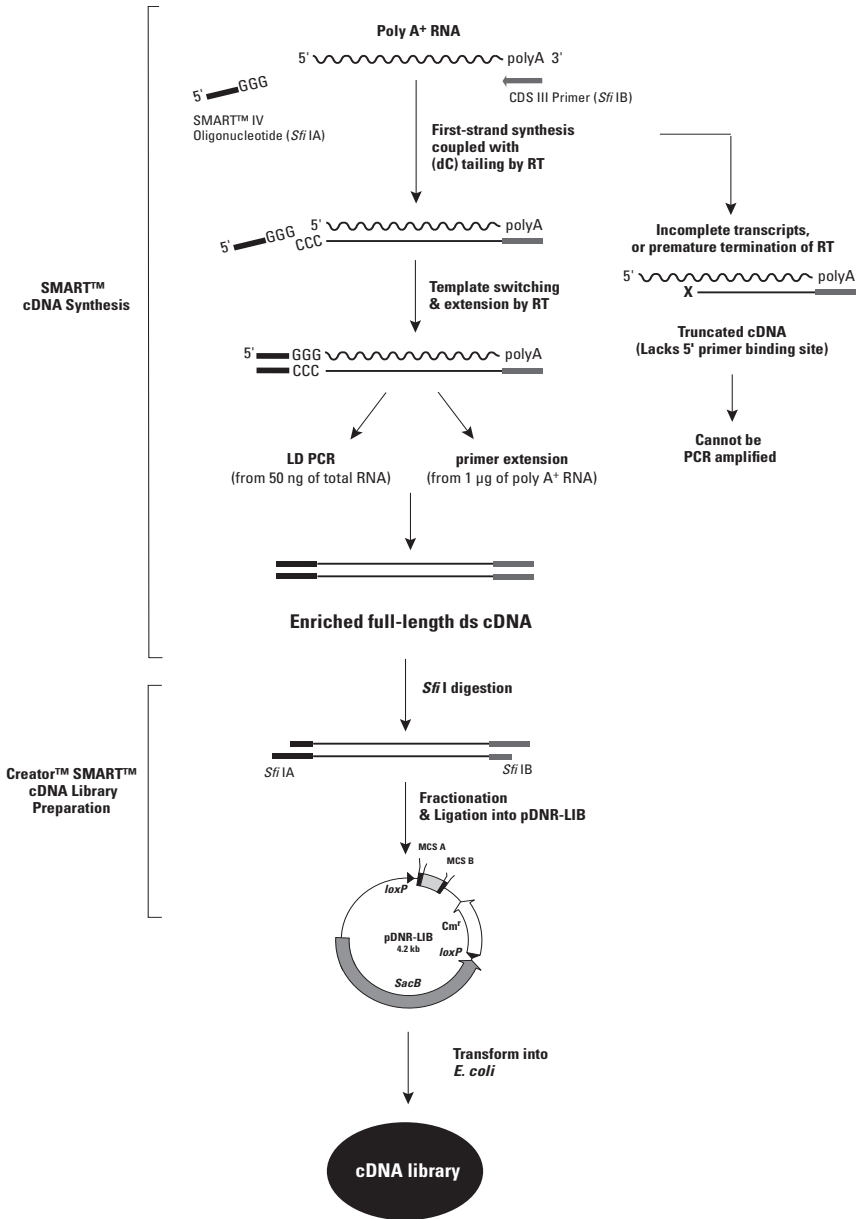 Poly A+ RNA
5' polyA 3'
5' GGG
CDS III Primer (Sfi IB)
SMART™ IV
Oligonucleotide (Sfi IA)
First-strand synthesis
coupled with
(dC) tailing by RT
5' polyA
5' GGG CCC
Incomplete transcripts,
or premature termination of RT
5' polyA
X
Truncated cDNA
(Lacks 5' primer binding site)
Cannot be
PCR amplified
SMART™
cDNA Synthesis
Template switching
& extension by RT
5' GGG polyA
CCC
LD PCR
(from 50 ng of total RNA)
primer extension
(from 1 µg of poly A+ RNA)
Enriched full-length ds cDNA
Sfi I digestion
Sfi IA
Sfi IB
Creator™ SMART™
cDNA Library
Preparation
Fractionation
& Ligation into pDNR-LIB
MCS A
MCS B
loxP
Cmr
pDNR-LIB
4.2 kb
loxP
SacB
Transform into
E. coli
cDNA library